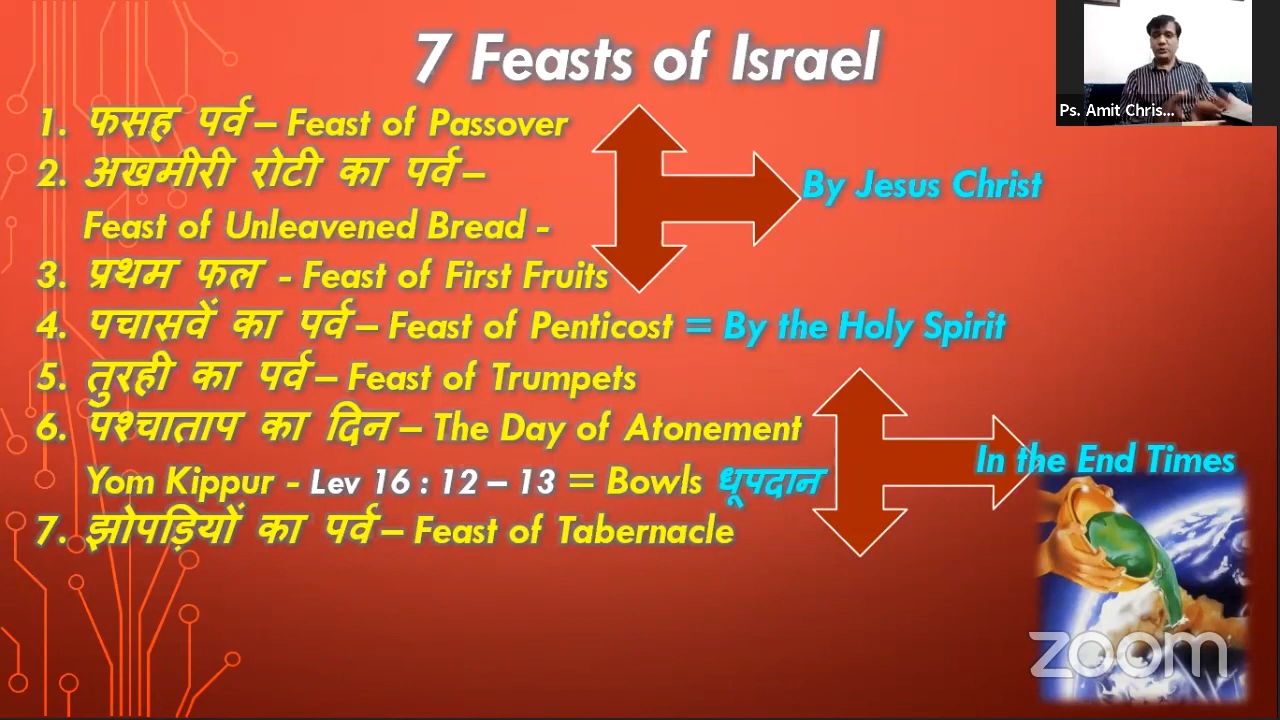 7 Feasts of Israel
Ps. Amit Chris...
1. फसह पर्व – Feast of Passover
2. अखमीरी रोटी का पर्व –
By Jesus Christ
Feast of Unleavened Bread -
3. प्रथम फल - Feast of First Fruits
4. पचासवें का पर्व – Feast of Penticost = By the Holy Spirit
5. तुरही का पर्व – Feast of Trumpets
6. पश्चाताप का दिन – The Day of Atonement
In the End Times
Yom Kippur - Lev 16 : 12 – 13 = Bowls धूपदान
7. झोपड़ियों का पर्व – Feast of Tabernacle
zoom